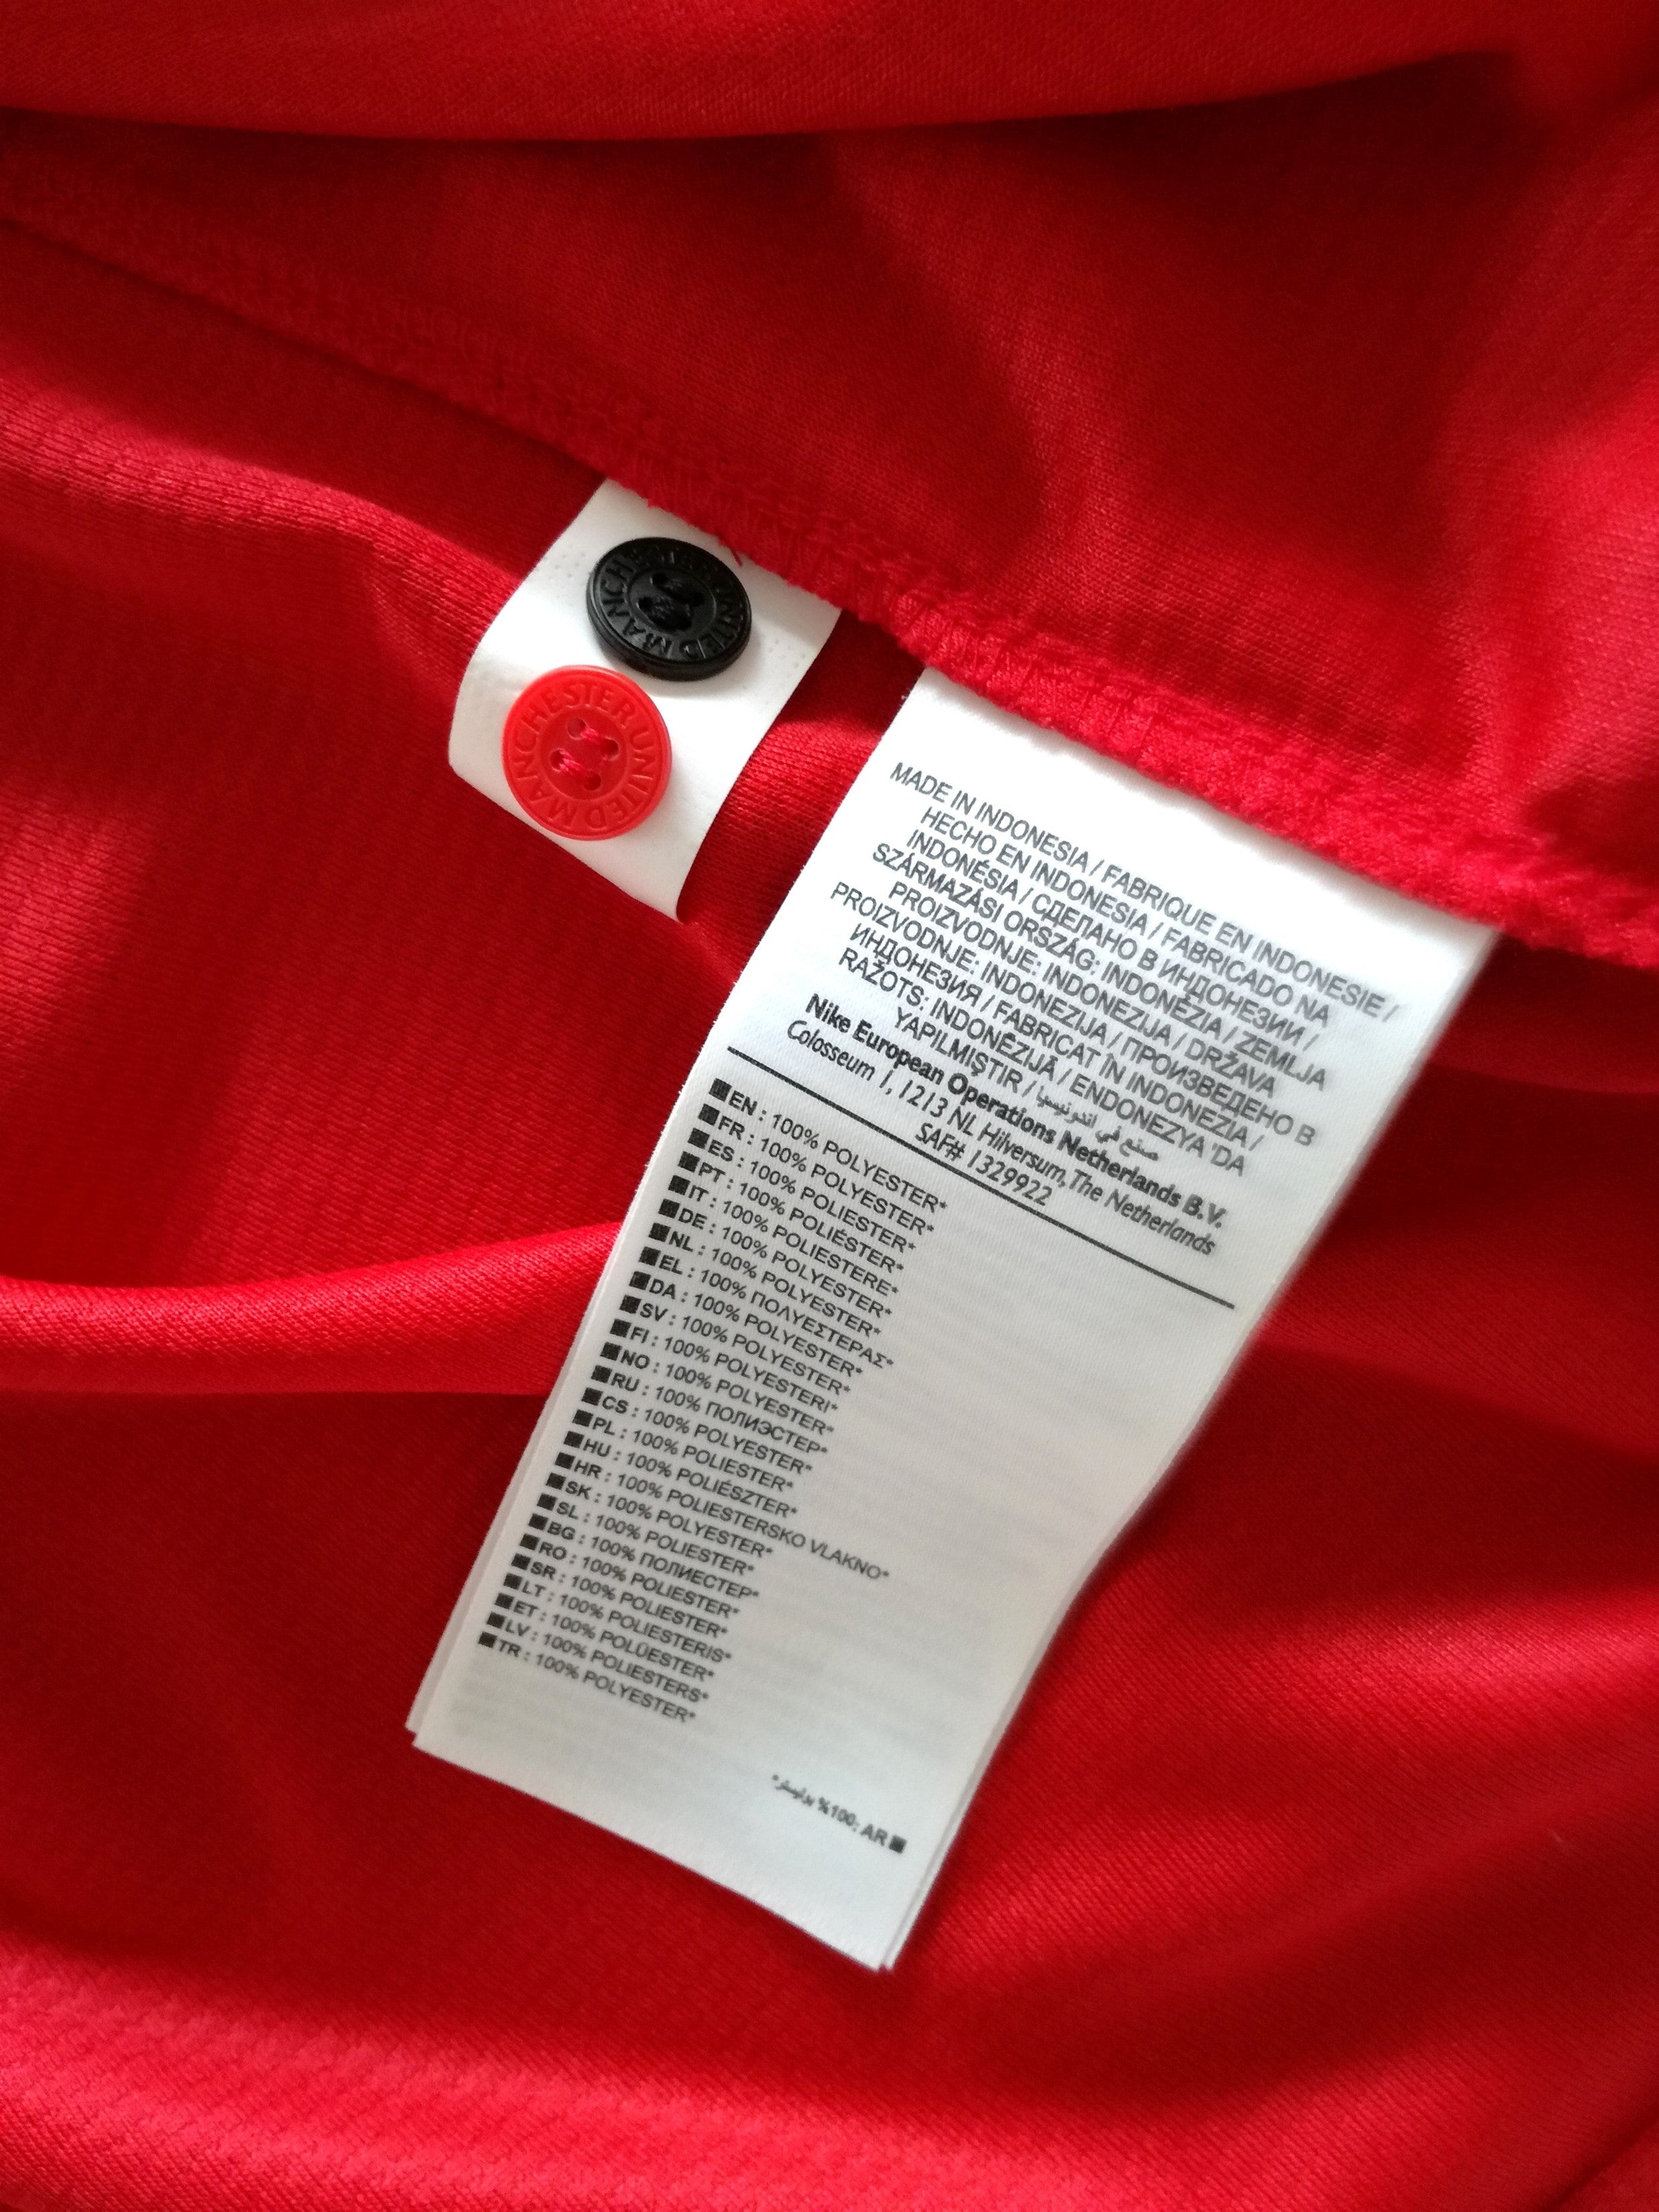 MANCHESTER UNITED
MANCHESTER UNITED
MADE IN INDONESIA / FABRIQUE EN INDONESIE /
HECHO EN INDONESIA / FABRICADO NA
INDONÉSIA / СДЕЛАНО В ИНДОНЕЗИИ /
SZÁRMAZÁSI ORSZÁG: INDONÉZIA / ZEMLJA
PROIZVODNJE: INDONEZIJA / DRŽAVA
PROIZVODNJE: INDONEZIJA / ПРОИЗВЕДЕНО В
ИНДОНЕЗИЯ / FABRICAT ÎN INDONEZIA /
RAŽOTS: INDONĒZIJĀ / ENDONEZYA 'DA
YAPILMIŞTIR / صنع في اندونيسيا
Nike European Operations Netherlands B.V.
Colosseum 1, 1213 NL Hilversum, The Netherlands
SAF# 1329922
EN : 100% POLYESTER*
FR : 100% POLYESTER*
ES : 100% POLIESTER*
PT : 100% POLIÉSTER*
IT : 100% POLIESTERE*
DE : 100% POLYESTER*
NL : 100% POLYESTER*
EL : 100% ΠΟΛΥΕΣΤΕΡΑΣ*
DA : 100% POLYESTER*
SV : 100% POLYESTER*
FI : 100% POLYESTERI*
NO : 100% POLYESTER*
RU : 100% ПОЛИЭСТЕР*
CS : 100% POLYESTER*
PL : 100% POLIESTER*
HU : 100% POLIÉSZTER*
HR : 100% POLIESTERSKO VLAKNO*
SK : 100% POLYESTER*
SL : 100% POLIESTER*
BG : 100% ПОЛИЕСТЕР*
RO : 100% POLIESTER*
SR : 100% POLIESTER*
LT : 100% POLIESTERIS*
ET : 100% POLÜESTER*
LV : 100% POLIESTERS*
TR : 100% POLYESTER*
AR :100% بوليستر*